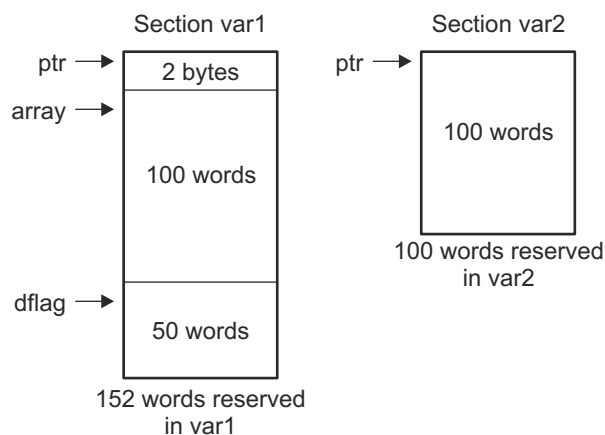 Section var1
ptr
2 bytes
array
100 words
dflag
50 words
152 words reserved
in var1
Section var2
ptr
100 words
100 words reserved
in var2